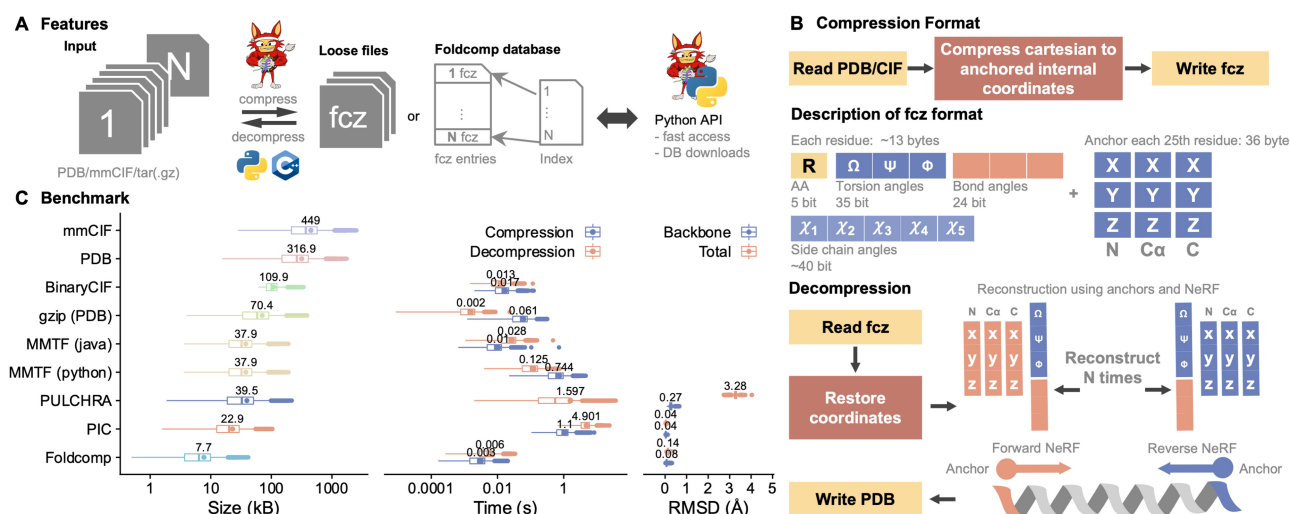 A Features
Input
N
1
PDB/mmCIF/tar(.gz)
compress
decompress
Loose files
fcz
or
Foldcomp database
1 fcz
⋮
N fcz
fcz entries
1
⋮
N
Index
Python API
- fast access
- DB downloads
B Compression Format
Read PDB/CIF
Compress cartesian to
anchored internal
coordinates
Write fcz
Description of fcz format
Each residue: ~13 bytes
R
Ω Ψ Φ
AA
5 bit
Torsion angles
35 bit
Bond angles
24 bit
χ1 χ2 χ3 χ4 χ5
Side chain angles
~40 bit
+
Anchor each 25th residue: 36 byte
X X X
Y Y Y
Z Z Z
N Cα C
Decompression
Read fcz
Restore
coordinates
Write PDB
Reconstruction using anchors and NeRF
N Cα C
x x x
y y y
z z z
Ω
Ψ
Φ
Reconstruct
N times
Ω
Ψ
Φ
N Cα C
x x x
y y y
z z z
Forward NeRF
Reverse NeRF
Anchor
Anchor
C Benchmark
mmCIF
PDB
BinaryCIF
gzip (PDB)
MMTF (java)
MMTF (python)
PULCHRA
PIC
Foldcomp
449
316.9
109.9
70.4
37.9
37.9
39.5
22.9
7.7
1 10 100 1000
Size (kB)
Compression
Decompression
0.013
0.017
0.002
0.061
0.028
0.01
0.125
0.744
1.597
4.901
1.1
0.006
0.003
0.0001 0.01 1
Time (s)
Backbone
Total
3.28
0.27
0.04
0.04
0.14
0.08
0 1 2 3 4 5
RMSD (Å)